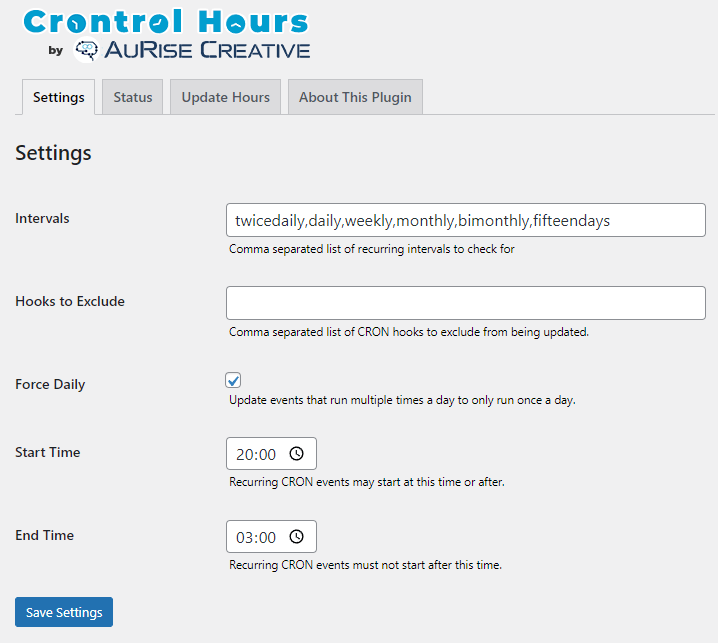 Crontrol Hours
by AURISE CREATIVE
Settings Status Update Hours About This Plugin
Settings
Intervals twicedaily,daily,weekly,monthly,bimonthly,fifteendays
Comma separated list of recurring intervals to check for
Hooks to Exclude
Comma separated list of CRON hooks to exclude from being updated.
Force Daily
Update events that run multiple times a day to only run once a day.
Start Time 20:00
Recurring CRON events may start at this time or after.
End Time 03:00
Recurring CRON events must not start after this time.
Save Settings